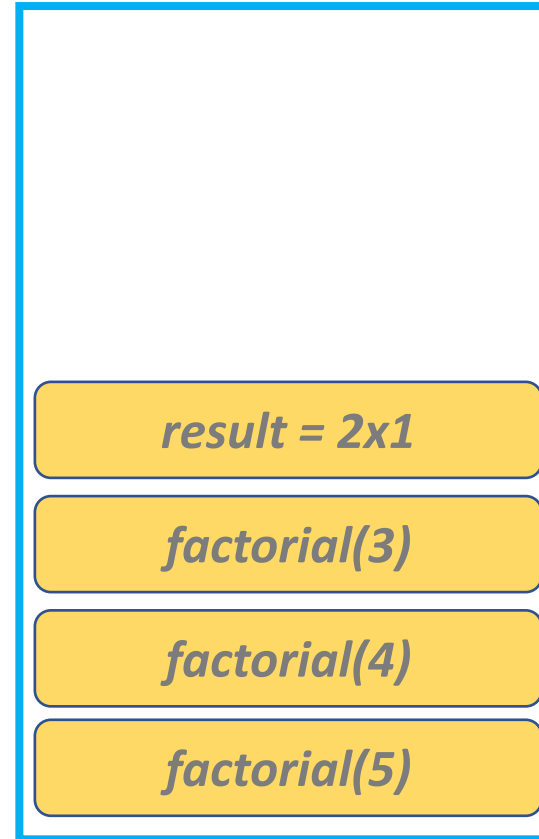 result = 2x1
factorial(3)
factorial(4)
factorial(5)